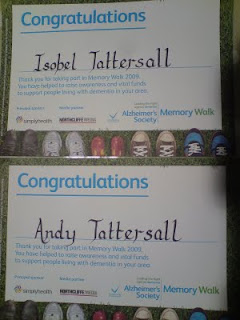 Congratulations
Isobel Tattersall
Thank you for taking part in Memory Walk 2009.
You have helped to raise awareness and vital funds
to support people living with dementia in your area.
simplyhealth
NORTHCLIFFE MEDIA
Alzheimer's Society
Memory Walk
Congratulations
Andy Tattersall
Thank you for taking part in Memory Walk 2009.
You have helped to raise awareness and vital funds
to support people living with dementia in your area.
simplyhealth
Alzheimer's Society
Memory Walk